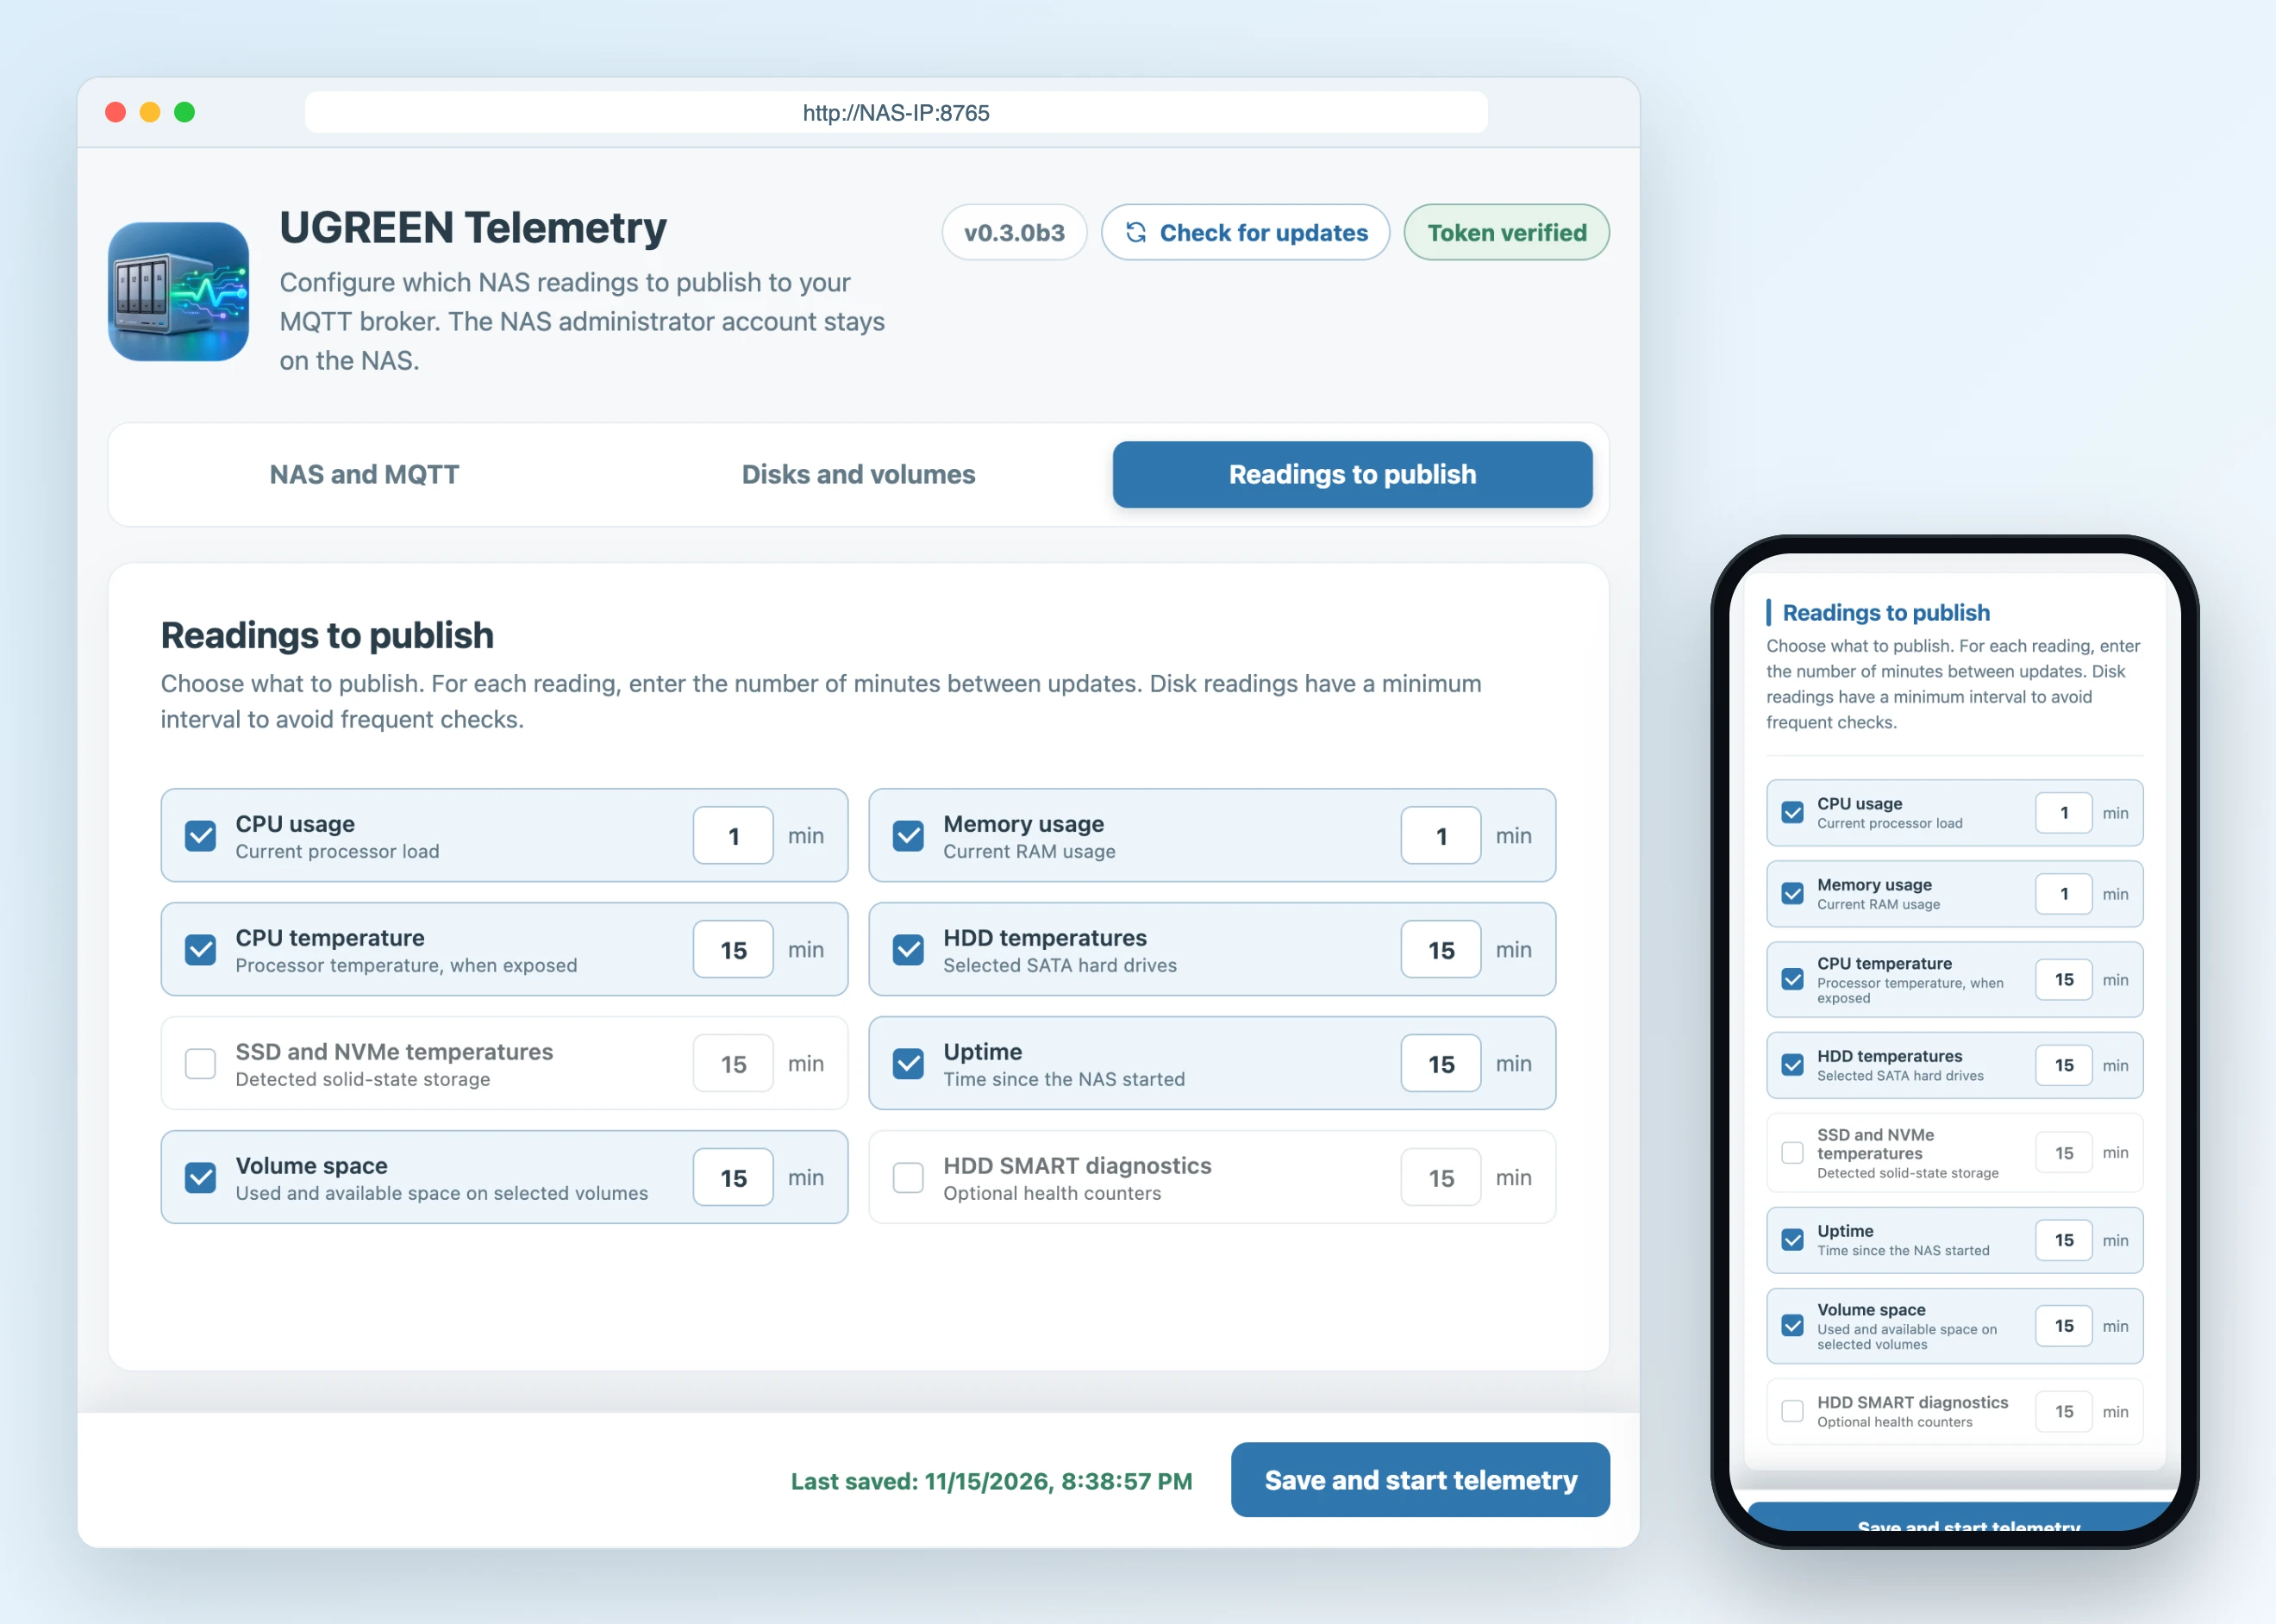 http://NAS-IP:8765
UGREEN Telemetry
Configure which NAS readings to publish to your
MQTT broker. The NAS administrator account stays
on the NAS.
v0.3.0b3
Check for updates
Token verified
NAS and MQTT
Disks and volumes
Readings to publish
Readings to publish
Choose what to publish. For each reading, enter the number of minutes between updates. Disk readings have a minimum
interval to avoid frequent checks.
CPU usage
Current processor load
1 min
Memory usage
Current RAM usage
1 min
CPU temperature
Processor temperature, when exposed
15 min
HDD temperatures
Selected SATA hard drives
15 min
SSD and NVMe temperatures
Detected solid-state storage
15 min
Uptime
Time since the NAS started
15 min
Volume space
Used and available space on selected volumes
15 min
HDD SMART diagnostics
Optional health counters
15 min
Last saved: 11/15/2026, 8:38:57 PM
Save and start telemetry
Readings to publish
Choose what to publish. For each reading, enter
the number of minutes between updates. Disk
readings have a minimum interval to avoid
frequent checks.
CPU usage
Current processor load
1 min
Memory usage
Current RAM usage
1 min
CPU temperature
Processor temperature, when
exposed
15 min
HDD temperatures
Selected SATA hard drives
15 min
SSD and NVMe
temperatures
Detected solid-state storage
15 min
Uptime
Time since the NAS started
15 min
Volume space
Used and available space on
selected volumes
15 min
HDD SMART diagnostics
Optional health counters
15 min
Save and start telemetry